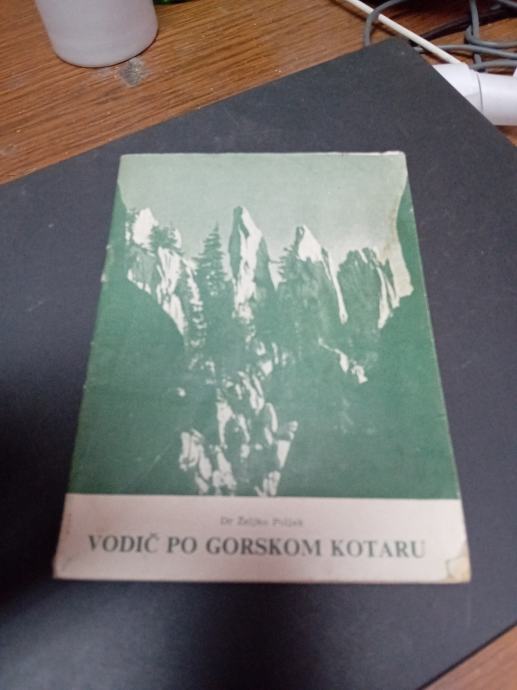 Dr Željko Poljak
VODIČ PO GORSKOM KOTARU